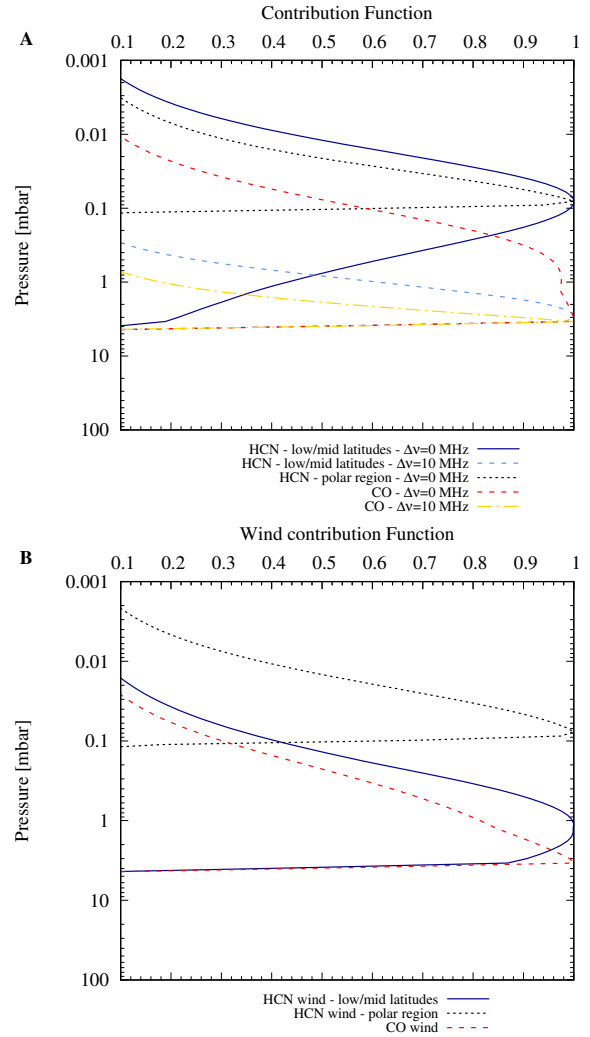 Contribution Function
A
0.1 0.2 0.3 0.4 0.5 0.6 0.7 0.8 0.9 1
0.001
0.01
0.1
1
10
100
Pressure [mbar]
HCN - low/mid latitudes - Δν=0 MHz
HCN - low/mid latitudes - Δν=10 MHz
HCN - polar region - Δν=0 MHz
CO - Δν=0 MHz
CO - Δν=10 MHz
Wind contribution Function
B
0.1 0.2 0.3 0.4 0.5 0.6 0.7 0.8 0.9 1
0.001
0.01
0.1
1
10
100
Pressure [mbar]
HCN wind - low/mid latitudes
HCN wind - polar region
CO wind